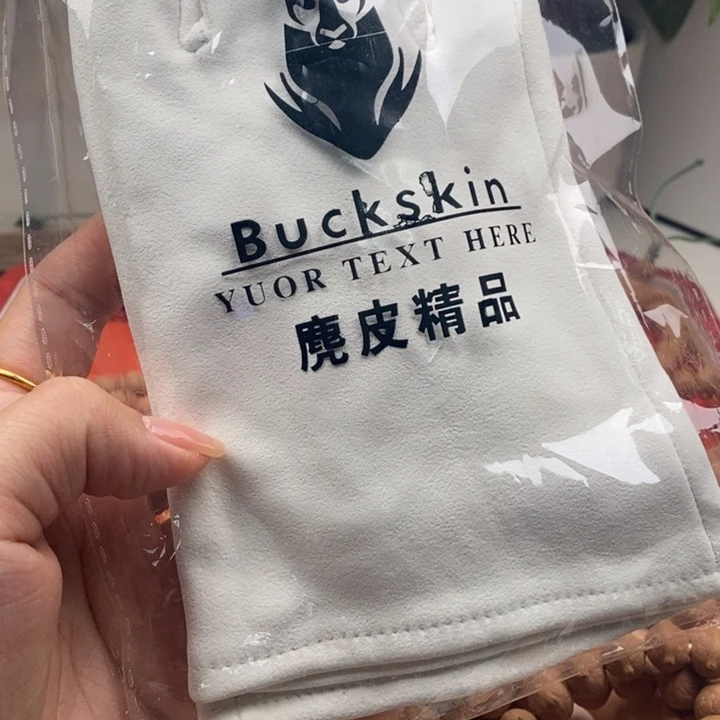 Buckskin
YUOR TEXT HERE
麂皮精品